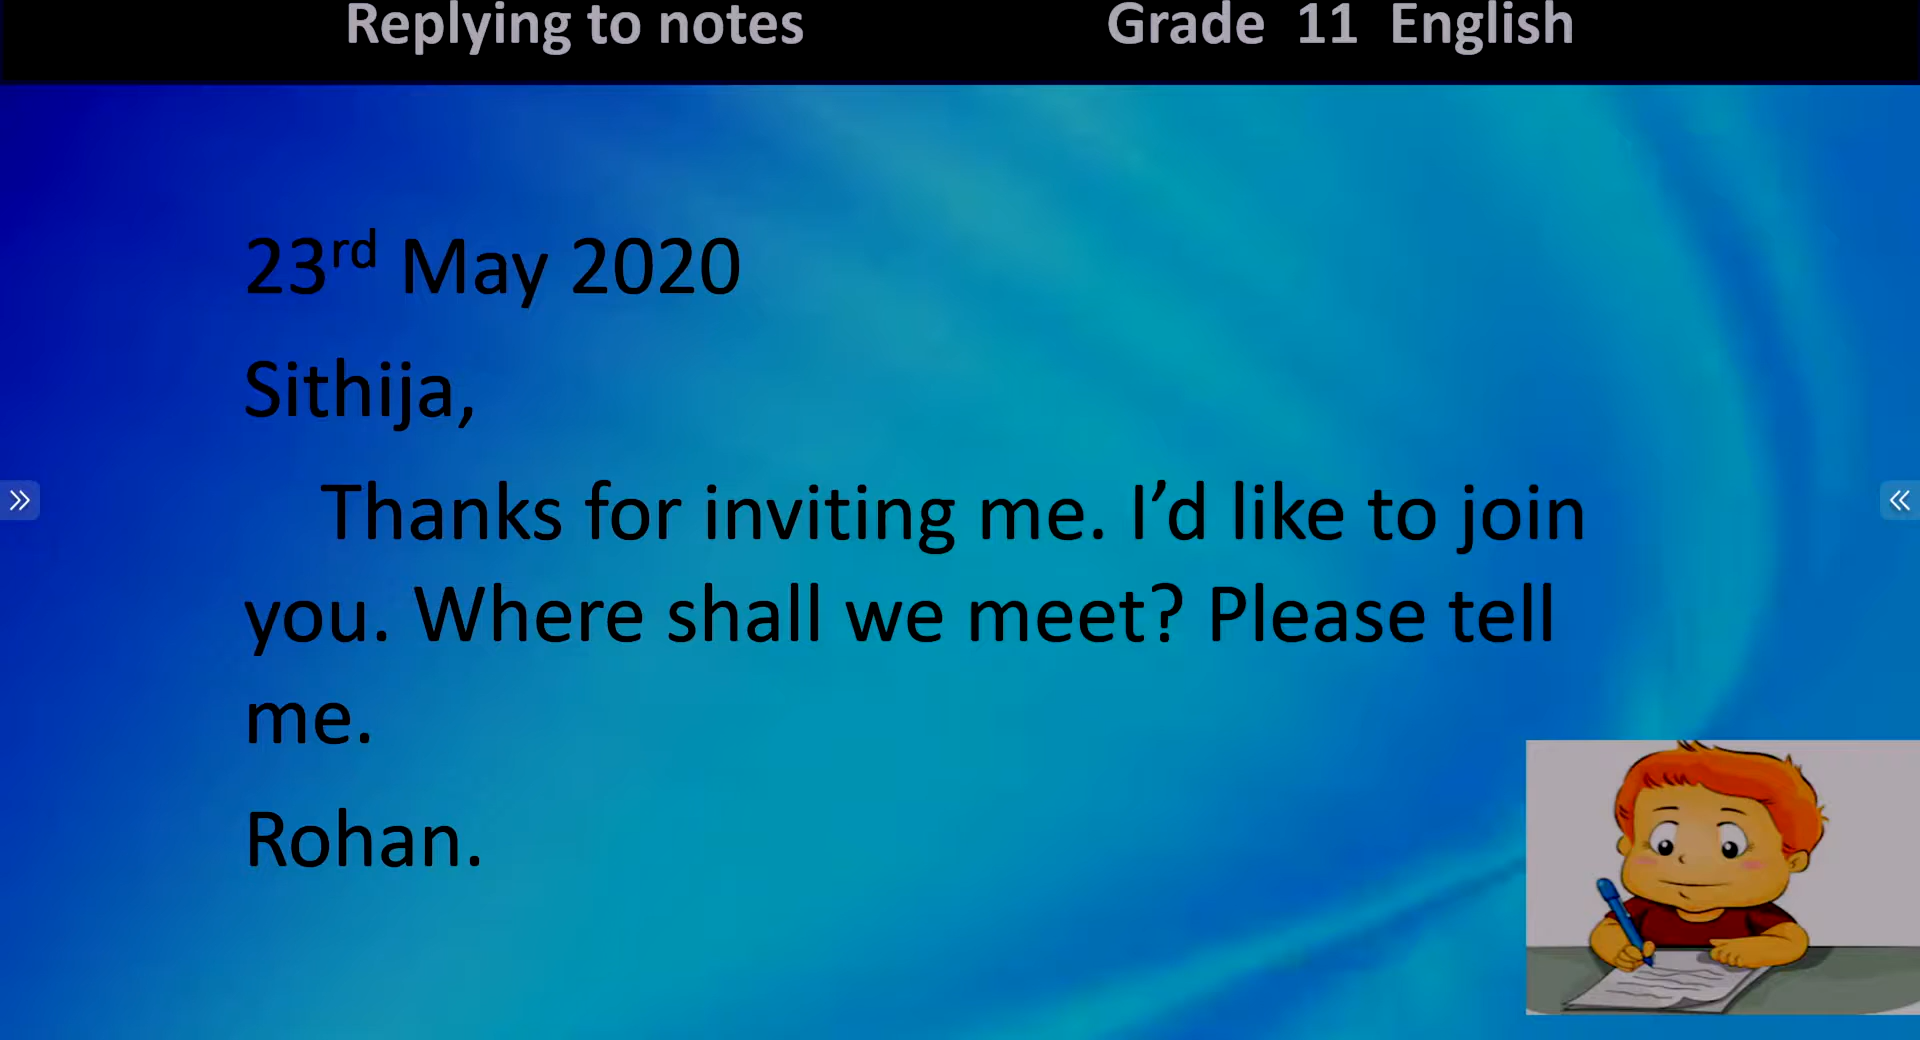 Replying to notes Grade 11 English
23rd May 2020
Sithija,
Thanks for inviting me. I’d like to join
you. Where shall we meet? Please tell
me.
Rohan.